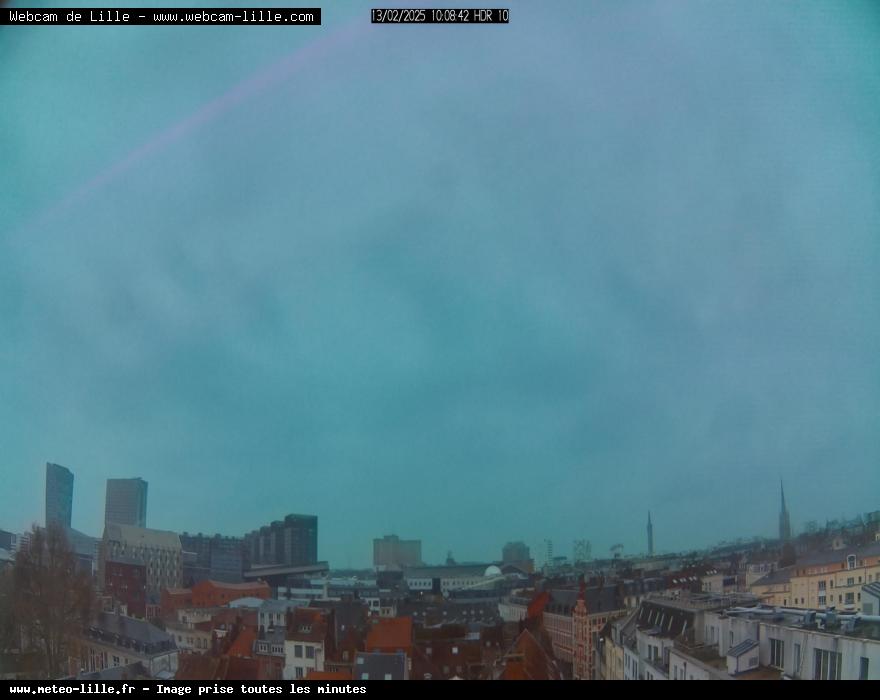 Webcam de Lille - www.webcam-lille.com
13/02/2025 10:08:42 HDR 10
www.meteo-lille.fr - Image prise toutes les minutes